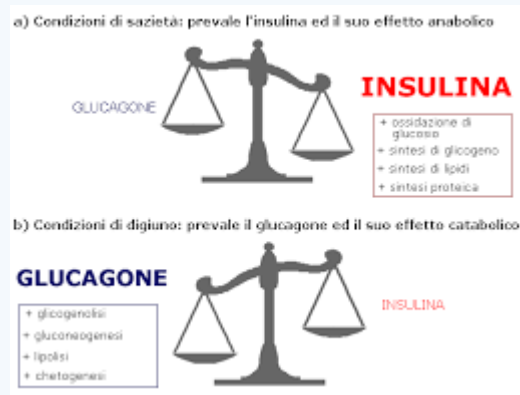 a) Condizioni di sazietà: prevale l'insulina ed il suo effetto anabolico
GLUCAGONE
INSULINA
+ ossidazione di
glucosio
+ sintesi di glicogeno
+ sintesi di lipidi
+ sintesi proteica
b) Condizioni di digiuno: prevale il glucagone ed il suo effetto catabolico
GLUCAGONE
+ glicogenolisi
+ gluconeogenesi
+ lipolisi
+ chetogenesi
INSULINA